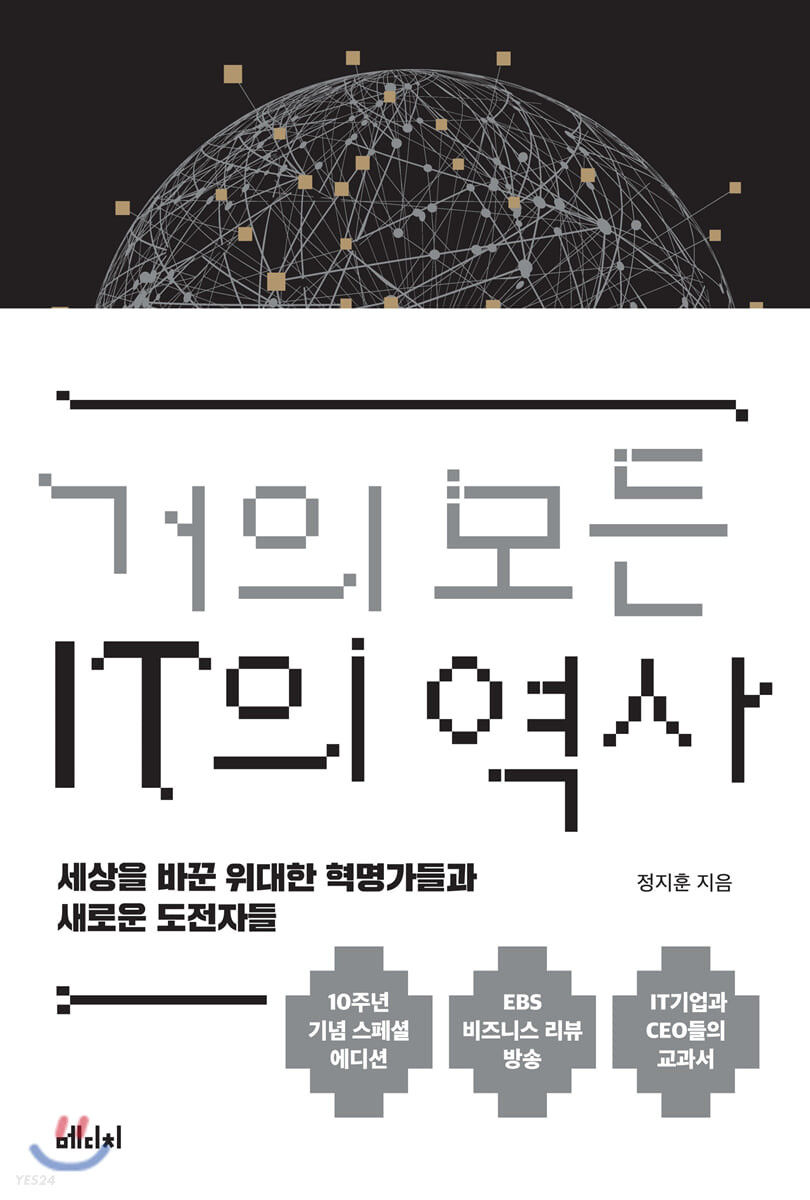 거의 모든
IT의 역사
세상을 바꾼 위대한 혁명가들과
새로운 도전자들
정지훈 지음
10주년
기념 스페셜
에디션
EBS
비즈니스 리뷰
방송
IT기업과
CEO들의
교과서
메디치
YES24